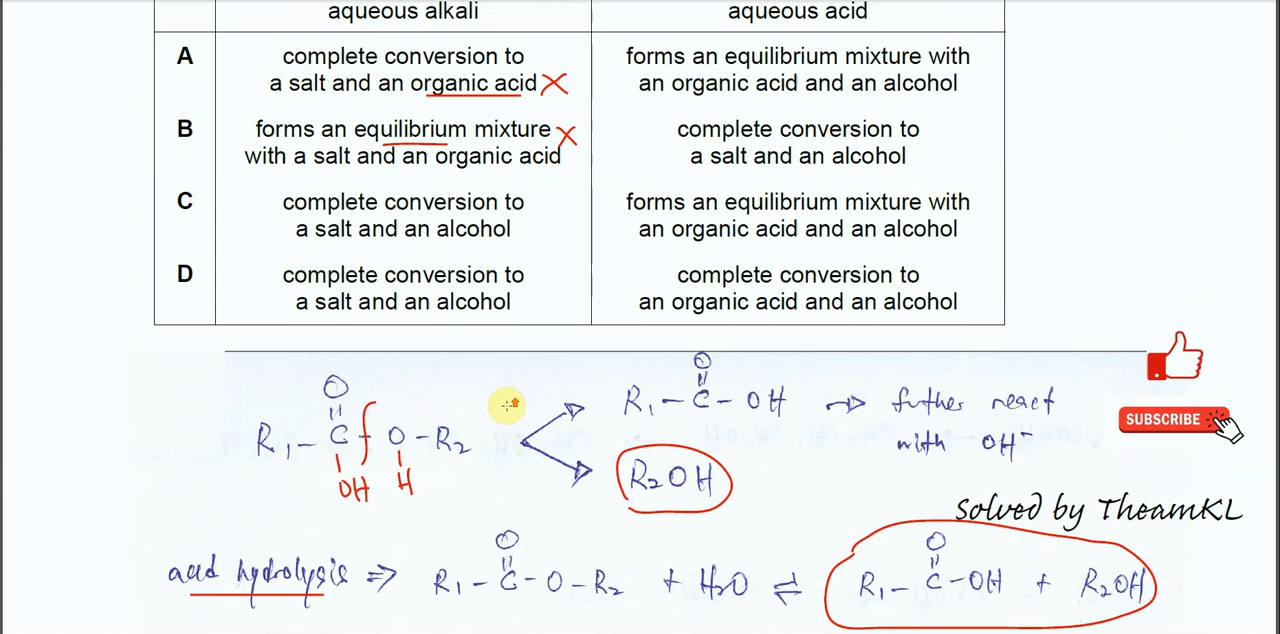 aqueous alkali aqueous acid
A complete conversion to forms an equilibrium mixture with
a salt and an organic acid X an organic acid and an alcohol
B forms an equilibrium mixture X complete conversion to
with a salt and an organic acid a salt and an alcohol
C complete conversion to forms an equilibrium mixture with
a salt and an alcohol an organic acid and an alcohol
D complete conversion to complete conversion to
a salt and an alcohol an organic acid and an alcohol
O
R₁ – C – O – R₂
OH H
O
R₁ – C – OH → further react
with OH⁻
R₂OH
SUBSCRIBE
Solved by TheamKL
O O
acid hydrolysis ⇒ R₁ – C – O – R₂ + H₂O ⇌ R₁ – C – OH + R₂OH